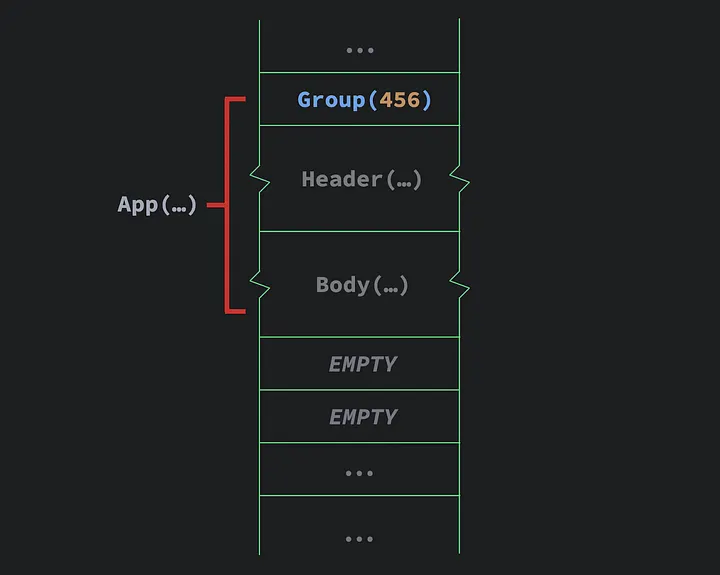 ...
Group(456)
Header(…)
App(…)
Body(…)
EMPTY
EMPTY
...
...